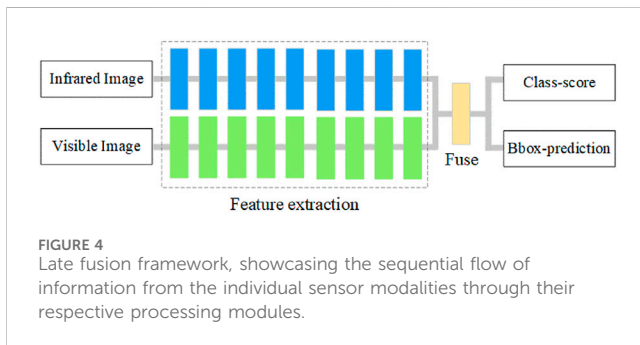 Infrared Image
Visible Image
Feature extraction
Fuse
Class-score
Bbox-prediction
FIGURE 4
Late fusion framework, showcasing the sequential flow of
information from the individual sensor modalities through their
respective processing modules.